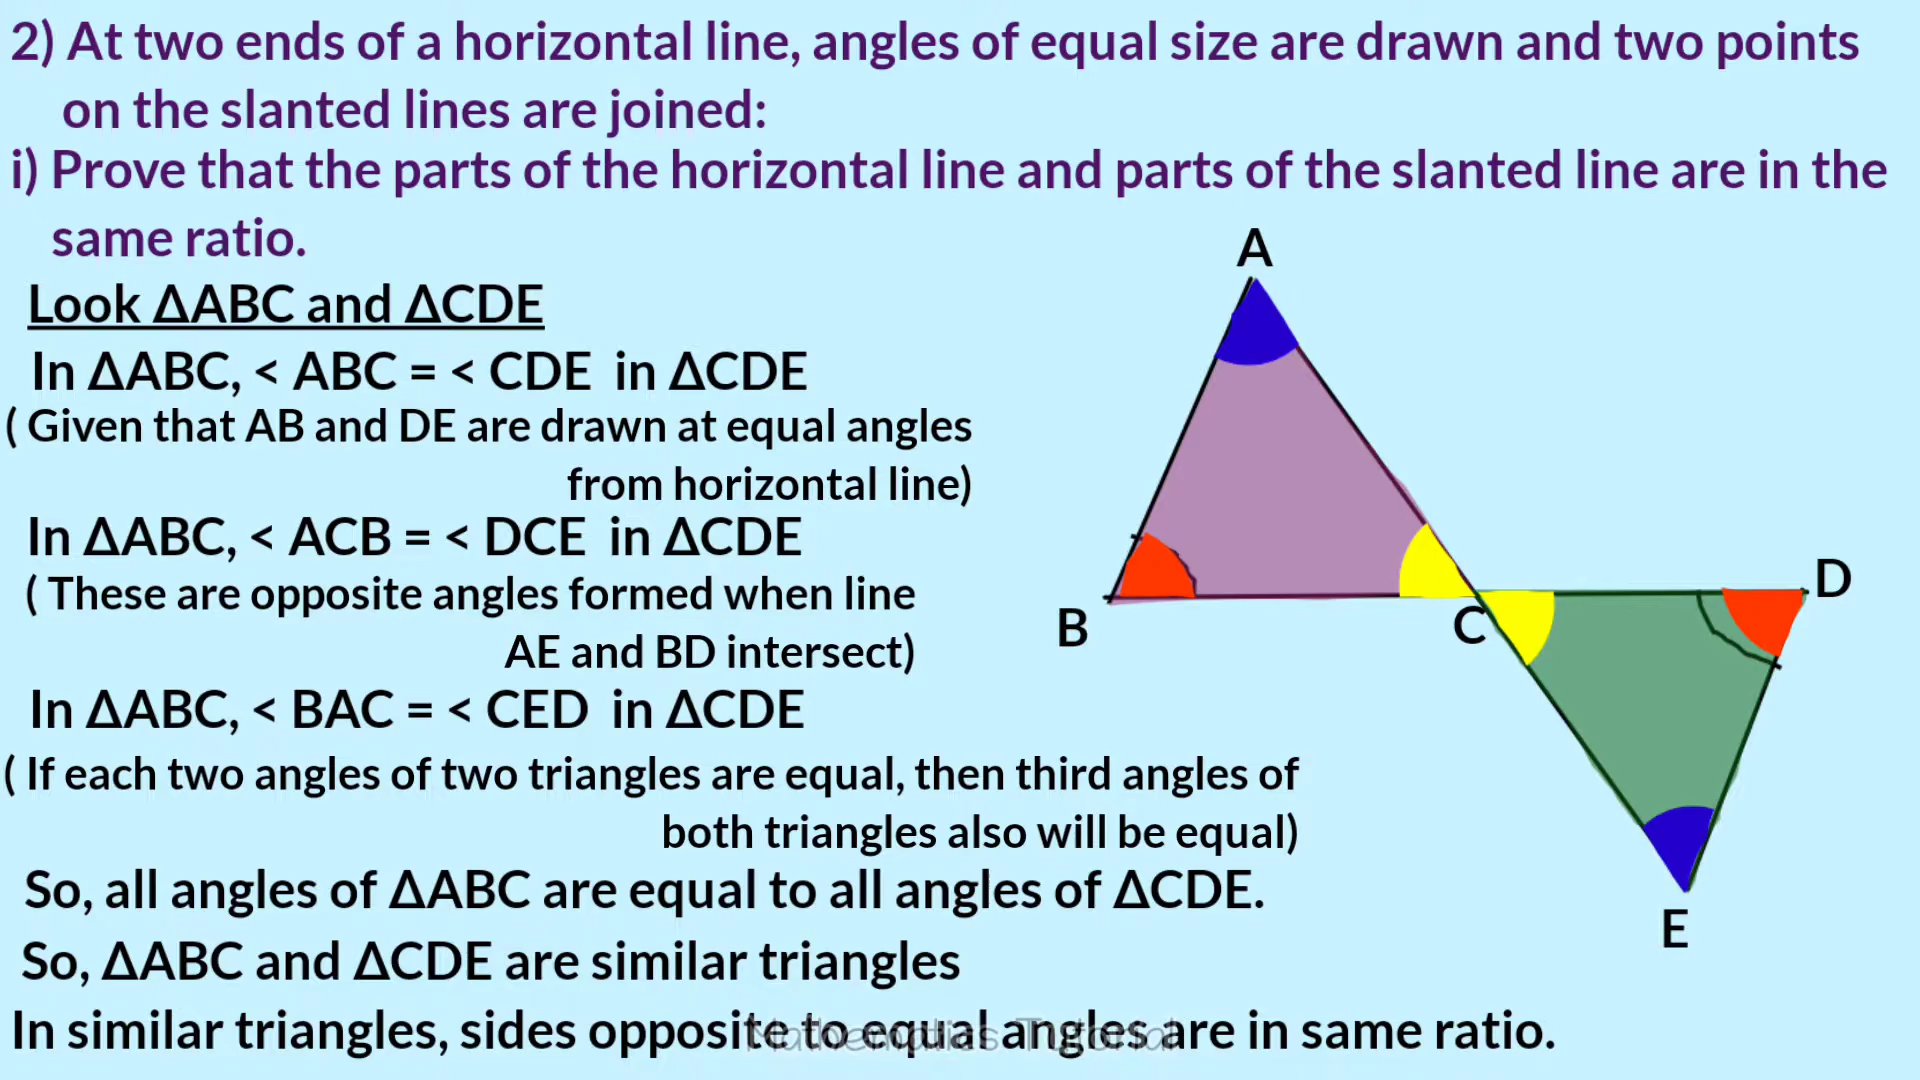 2) At two ends of a horizontal line, angles of equal size are drawn and two points
on the slanted lines are joined:
i) Prove that the parts of the horizontal line and parts of the slanted line are in the
same ratio.
Look ΔABC and ΔCDE
In ΔABC, < ABC = < CDE in ΔCDE
( Given that AB and DE are drawn at equal angles
from horizontal line)
In ΔABC, < ACB = < DCE in ΔCDE
( These are opposite angles formed when line
AE and BD intersect)
In ΔABC, < BAC = < CED in ΔCDE
( If each two angles of two triangles are equal, then third angles of
both triangles also will be equal)
So, all angles of ΔABC are equal to all angles of ΔCDE.
So, ΔABC and ΔCDE are similar triangles
In similar triangles, sides opposite to equal angles are in same ratio.
Mathematics Tutorial
A
B
C
D
E